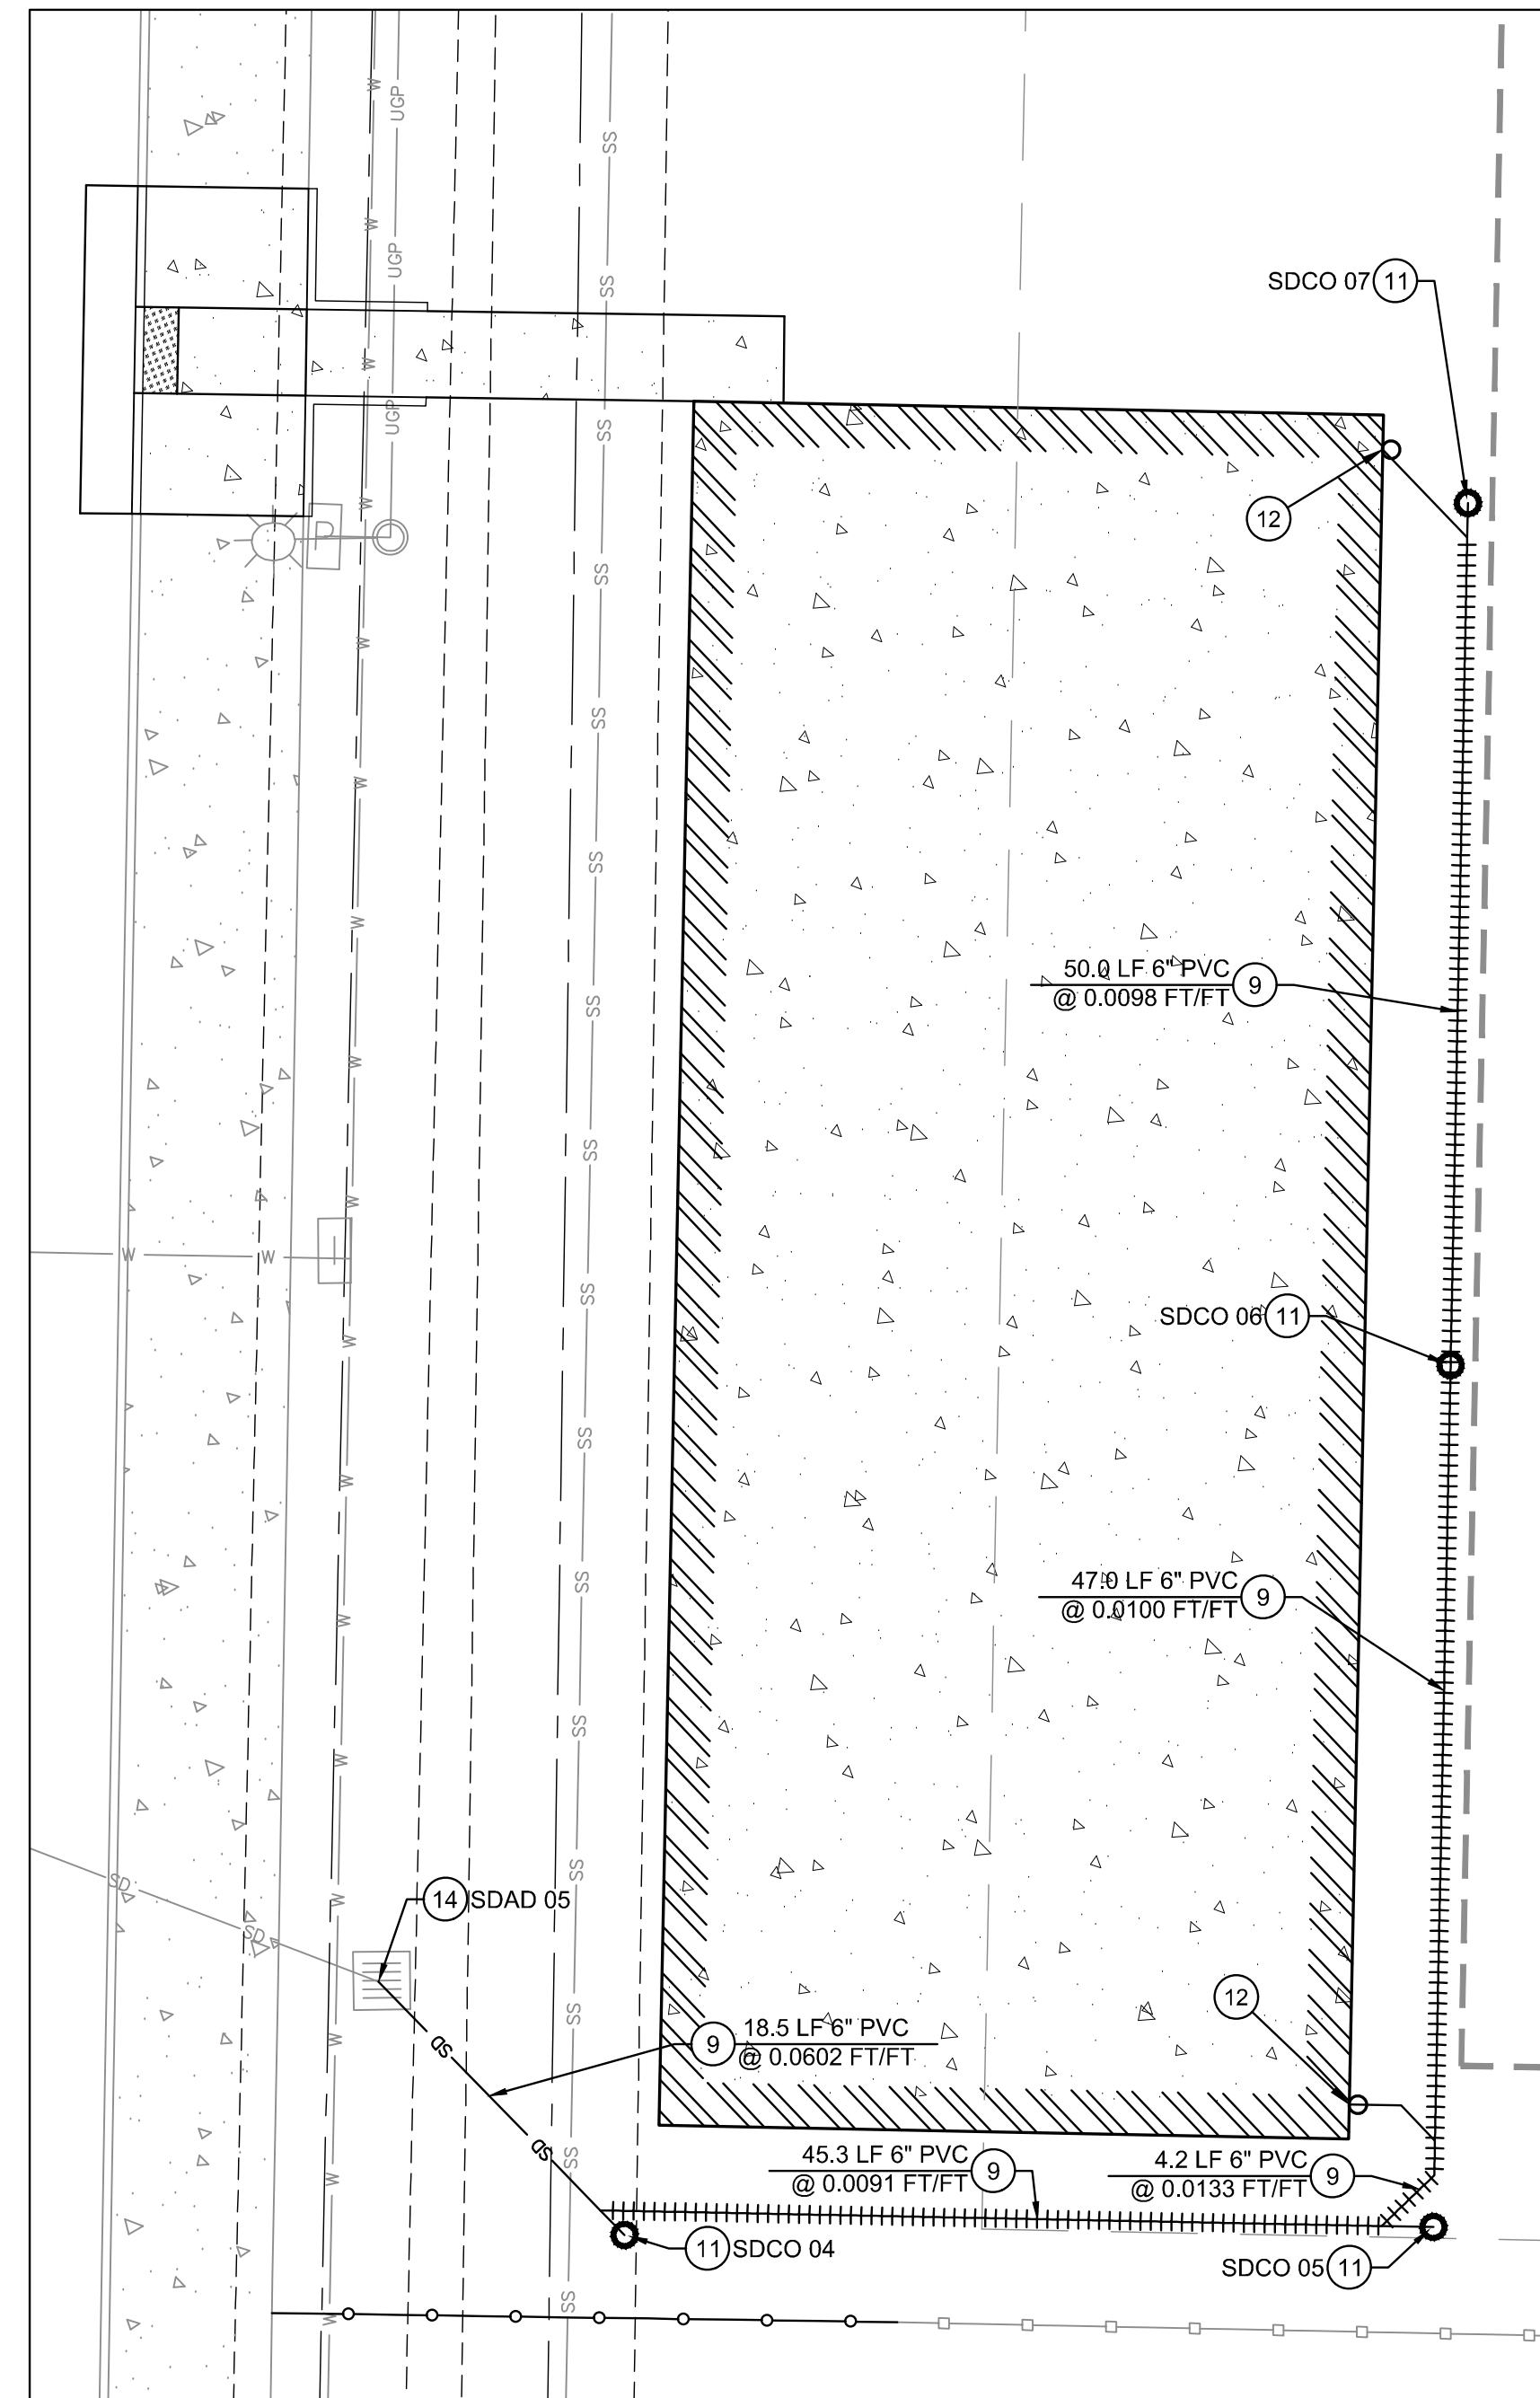 W
UGP
SS
W
UGP
SS
SDCO 07 11
W
UGP
SS
12
W
P
SS
W
SS
W
SS
W
50.0 LF 6" PVC
@ 0.0098 FT/FT 9
SS
W
SS
W
W W
SS
SDCO 06 11
W
SS
W
SS
47.0 LF 6" PVC
@ 0.0100 FT/FT 9
W
SS
W
SD
SS
14 SDAD 05
W
SD
12
SS
W
18.5 LF 6" PVC
9 @ 0.0602 FT/FT
SD
SD
SS
W
45.3 LF 6" PVC
@ 0.0091 FT/FT 9
4.2 LF 6" PVC
@ 0.0133 FT/FT 9
11 SDCO 04
SDCO 05 11
SS
W